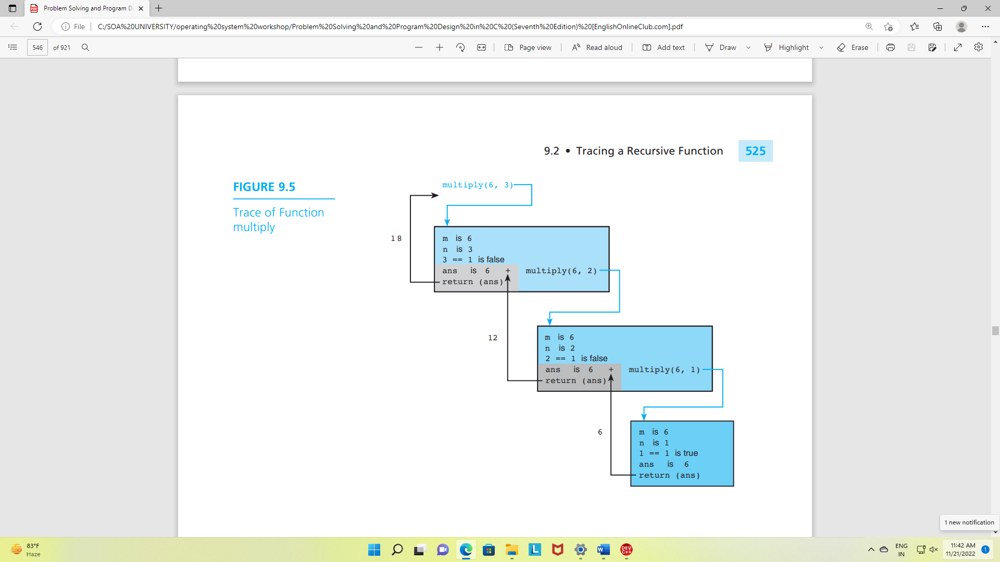 Problem Solving and Program D
File
C:/SOA%20UNIVERSITY/operating%20system%20workshop/Problem%20Solving%20and%20Program%20Design%20in%20C%20(Seventh%20Edition)%20[EnglishOnlineClub.com].pdf
546 of 921
Page view
Read aloud
Add text
Draw
Highlight
Erase
9.2 • Tracing a Recursive Function 525
FIGURE 9.5
Trace of Function
multiply
multiply(6, 3)
18
m is 6
n is 3
3 == 1 is false
ans is 6 + multiply(6, 2)
return (ans)
12
m is 6
n is 2
2 == 1 is false
ans is 6 + multiply(6, 1)
return (ans)
6
m is 6
n is 1
1 == 1 is true
ans is 6
return (ans)
1 new notification
83°F
Haze
PDF
L
W
DEV
C++
ENG
IN
11:42 AM
11/21/2022
1